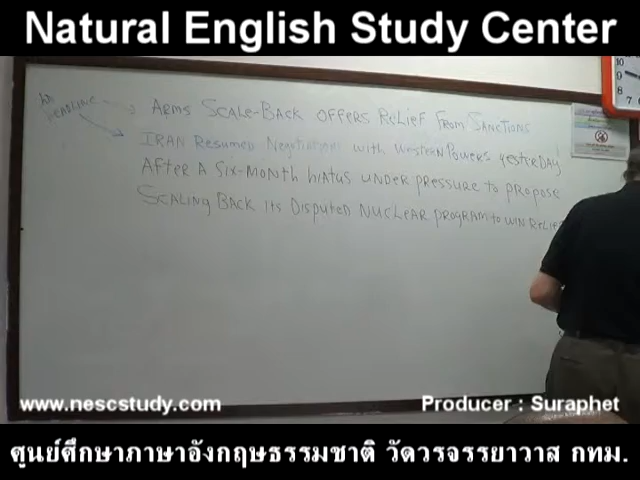 Natural English Study Center
HEADLINE
ARMS SCALE-BACK OFFERS RELIEF FROM SANCTIONS
IRAN RESUMED NEGOTIATIONS WITH WESTERN POWERS YESTERDAY
AFTER A SIX-MONTH HIATUS UNDER PRESSURE TO PROPOSE
SCALING BACK ITS DISPUTED NUCLEAR PROGRAM TO WIN RELIEF
10
9
8
7
www.nescstudy.com
Producer : Suraphet
ศูนย์ศึกษาภาษาอังกฤษธรรมชาติ วัดวรจรรยาวาส กทม.